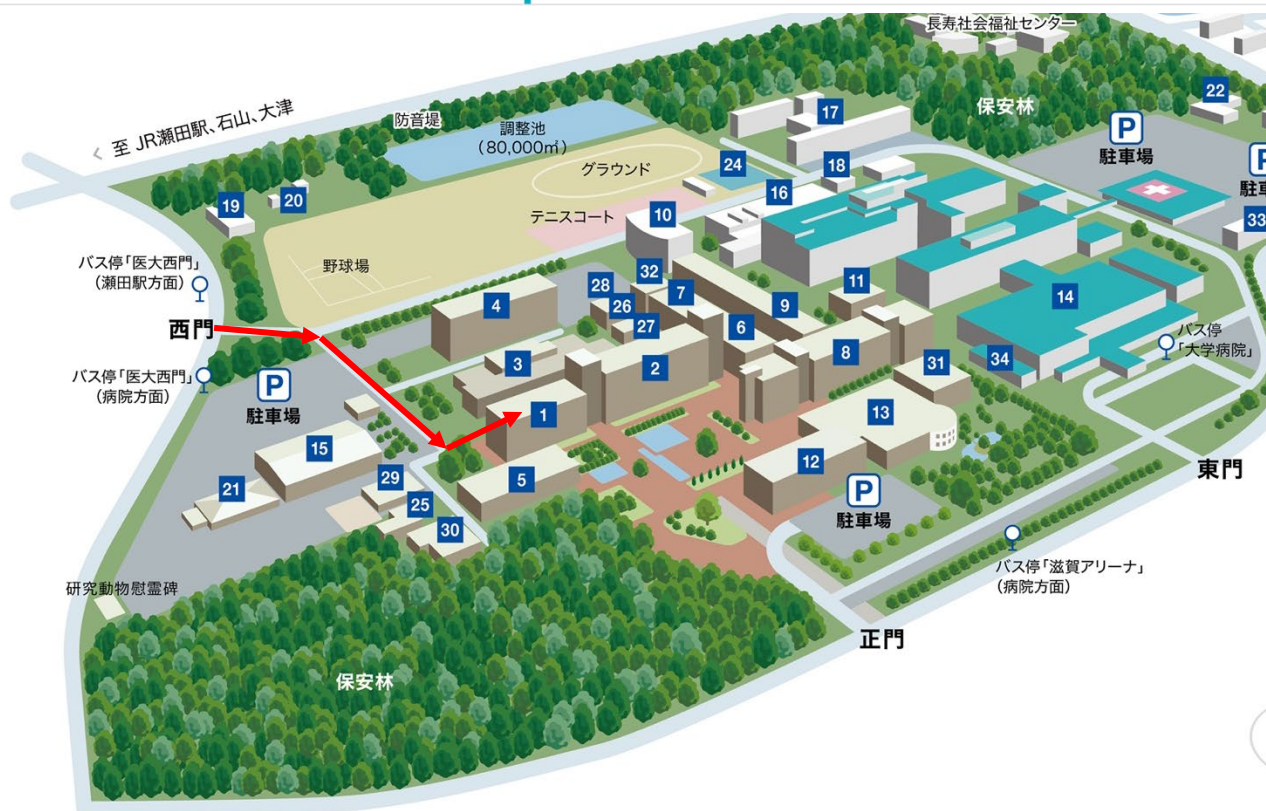 長寿社会福祉センター
保安林
22
P
駐車場
P
駐車
33
17
18
至 JR瀬田駅、石山、大津
防音堤
調整池
(80,000㎡)
グラウンド
24
16
テニスコート
10
19
20
バス停「医大西門」
(瀬田駅方面)
野球場
西門
4
28
32
26
7
27
9
11
6
14
バス停
「大学病院」
バス停「医大西門」
(病院方面)
P
駐車場
3
2
8
31
34
1
13
15
12
5
29
21
25
30
P
駐車場
東門
バス停「滋賀アリーナ」
(病院方面)
研究動物慰霊碑
正門
保安林